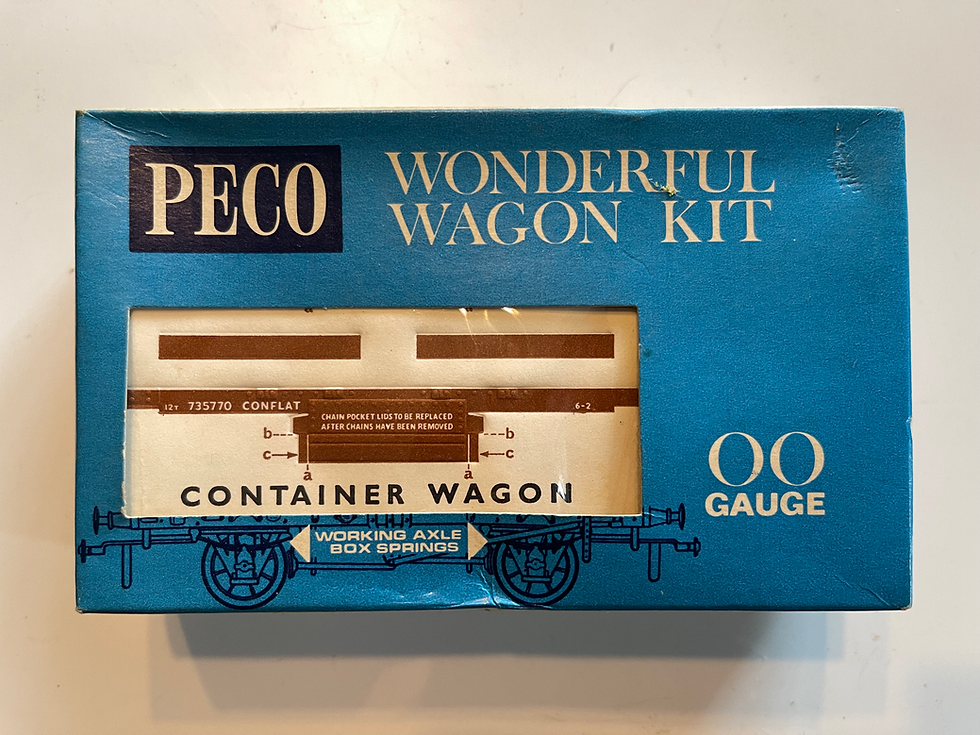 PECO
WONDERFUL
WAGON KIT
a a
12T 735770 CONFLAT
6-2
CHAIN POCKET LIDS TO BE REPLACED
AFTER CHAINS HAVE BEEN REMOVED
b b
c c
a a
CONTAINER WAGON
OO
GAUGE
WORKING AXLE
BOX SPRINGS